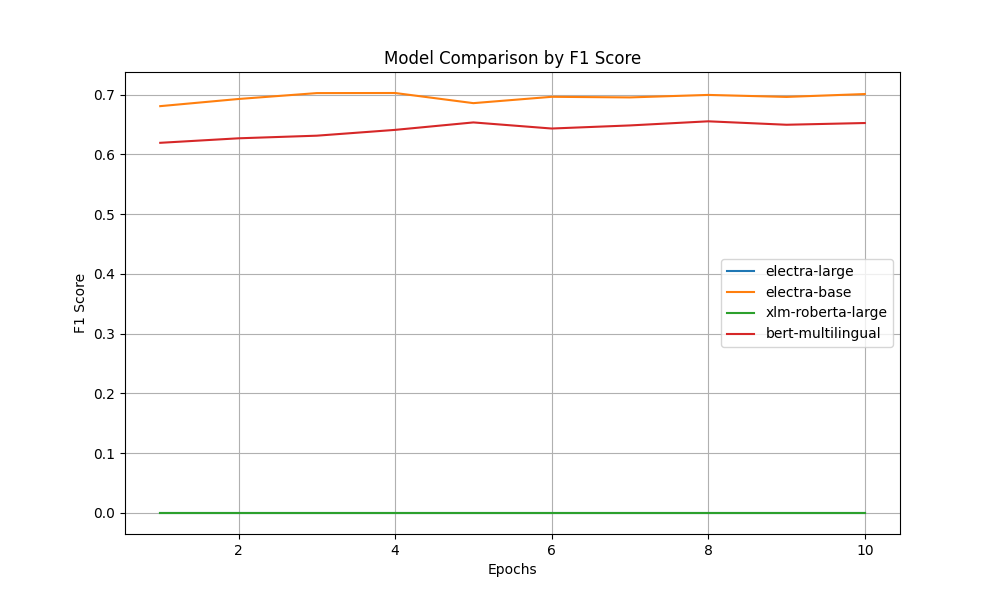 Model Comparison by F1 Score
0.7
0.6
0.5
0.4
0.3
0.2
0.1
0.0
F1 Score
electra-large
electra-base
xlm-roberta-large
bert-multilingual
2 4 6 8 10
Epochs